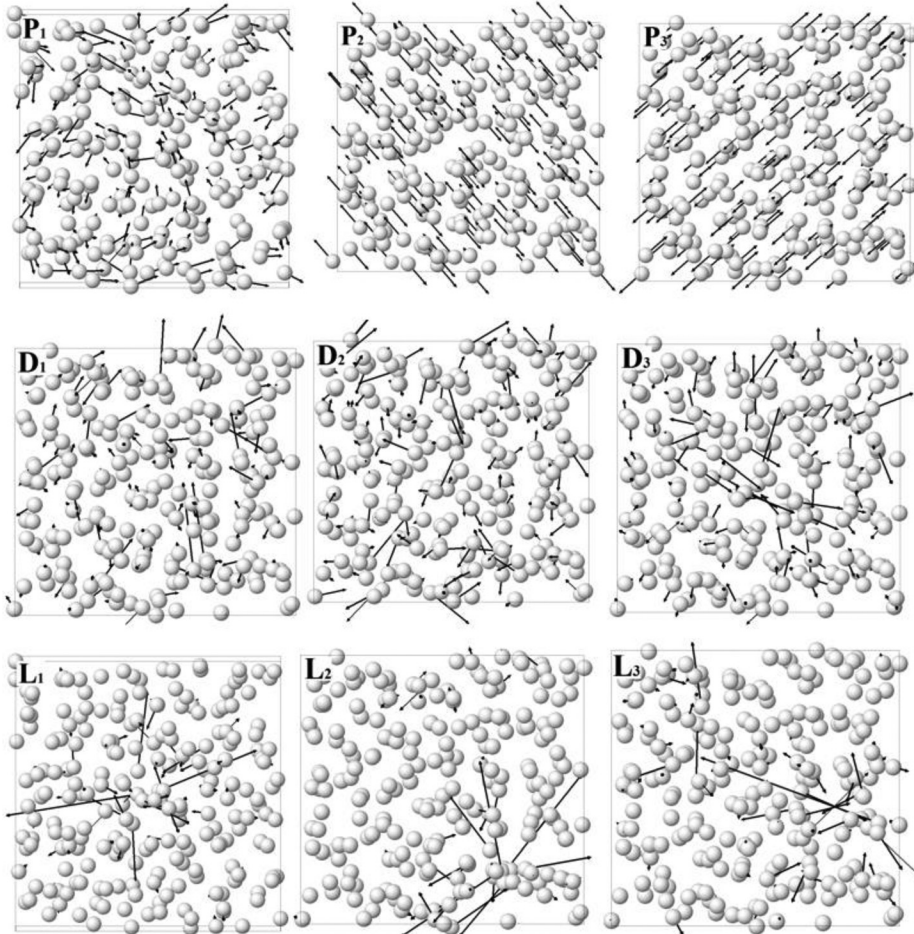 P₁ P₂ P₃
D₁ D₂ D₃
L₁ L₂ L₃